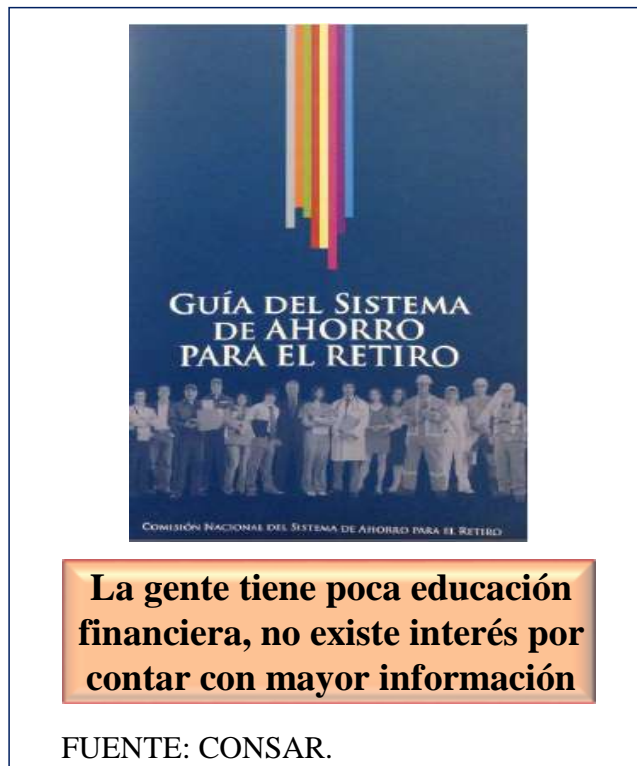 GUÍA DEL SISTEMA
DE AHORRO
PARA EL RETIRO
COMISIÓN NACIONAL DEL SISTEMA DE AHORRO PARA EL RETIRO
La gente tiene poca educación
financiera, no existe interés por
contar con mayor información
FUENTE: CONSAR.